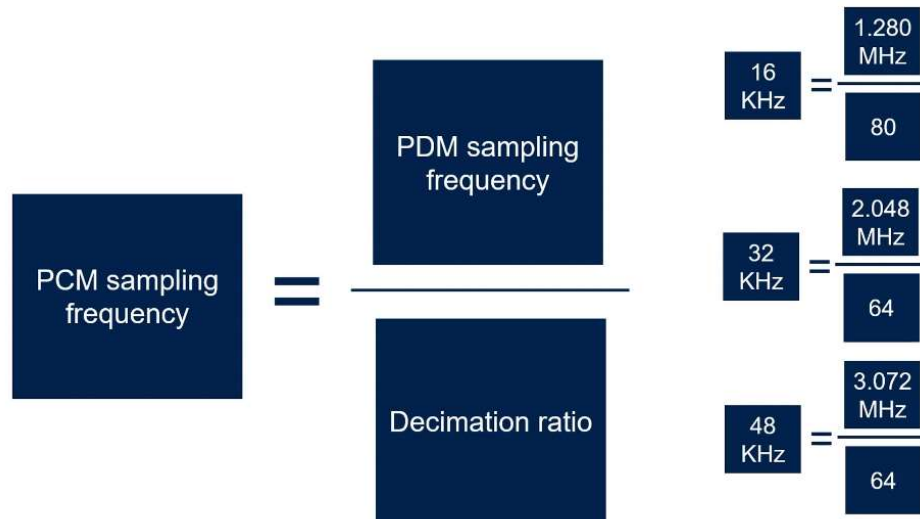 PCM sampling
frequency
=
PDM sampling
frequency
Decimation ratio
16
KHz
=
1.280
MHz
80
32
KHz
=
2.048
MHz
64
48
KHz
=
3.072
MHz
64